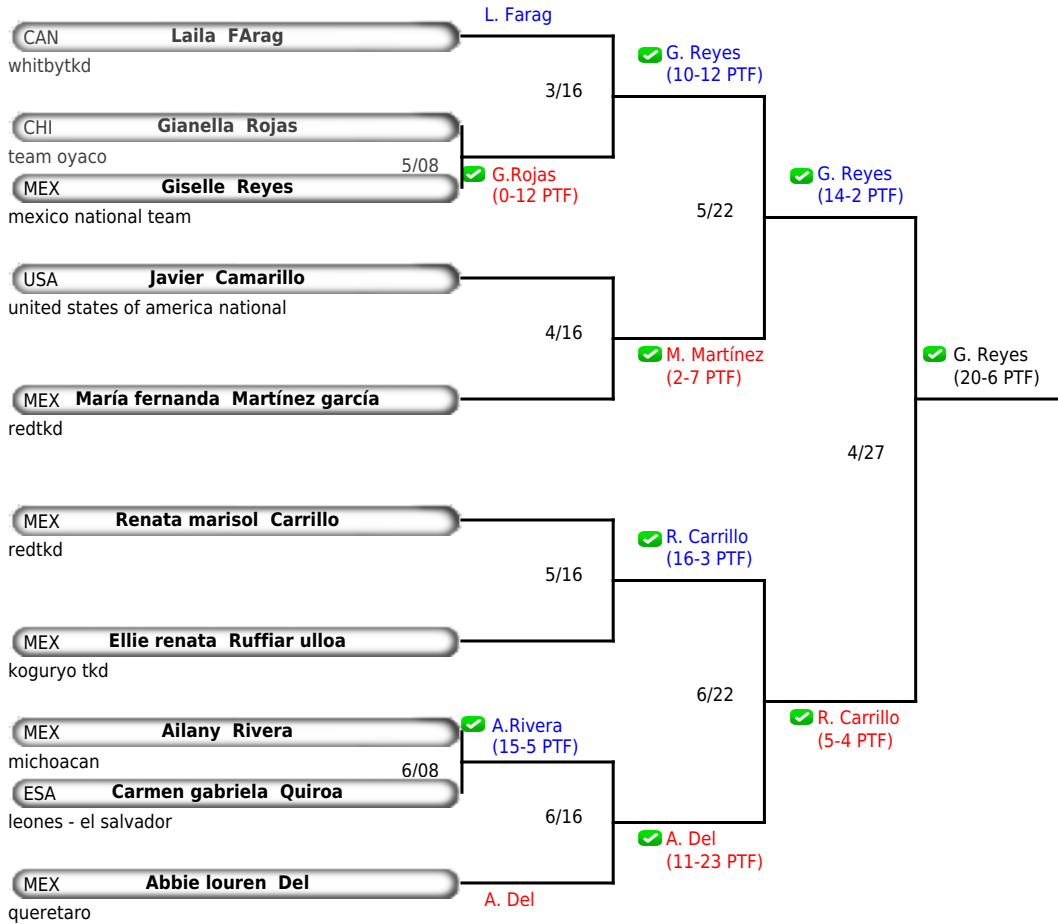 L. Farag
CAN Laila FArag
whitbytkd
G. Reyes
(10-12 PTF)
3/16
CHI Gianella Rojas
team oyaco
5/08
G.Rojas
(0-12 PTF)
MEX Giselle Reyes
mexico national team
G. Reyes
(14-2 PTF)
5/22
USA Javier Camarillo
united states of america national
4/16
M. Martínez
(2-7 PTF)
G. Reyes
(20-6 PTF)
MEX María fernanda Martínez garcía
redtkd
4/27
MEX Renata marisol Carrillo
redtkd
R. Carrillo
(16-3 PTF)
5/16
MEX Ellie renata Ruffiar ulloa
koguryo tkd
6/22
R. Carrillo
(5-4 PTF)
MEX Ailany Rivera
michoacan
A.Rivera
(15-5 PTF)
6/08
ESA Carmen gabriela Quiroa
leones - el salvador
6/16
A. Del
(11-23 PTF)
MEX Abbie louren Del
queretaro
A. Del